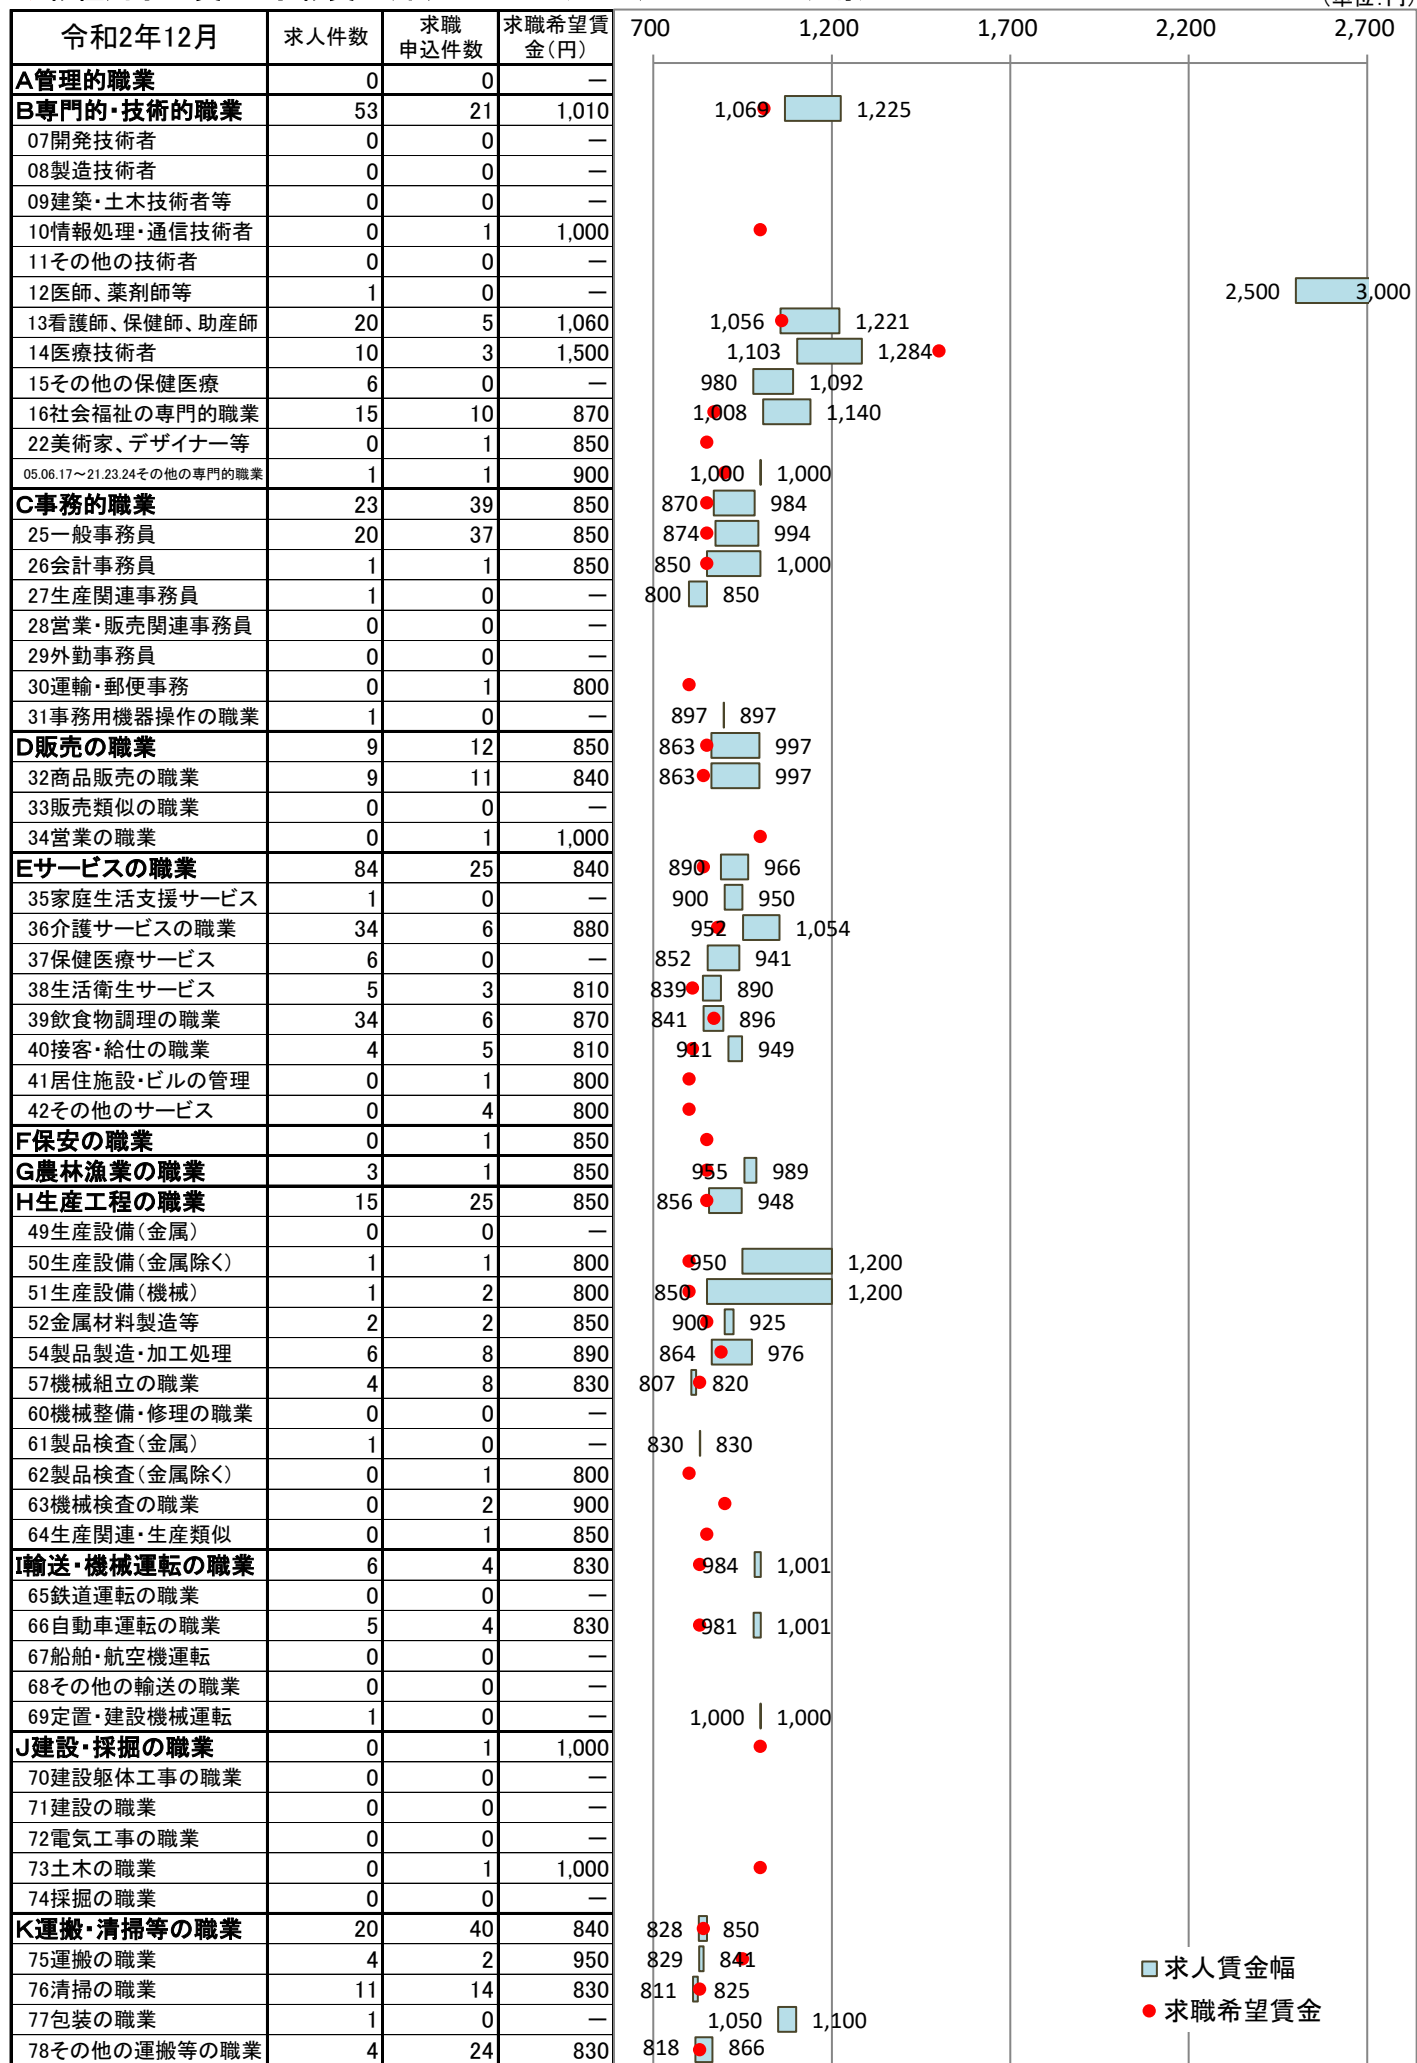 (単位:円)
令和2年12月 求人件数 求職申込件数 求職希望賃金(円) 700 1,200 1,700 2,200 2,700
A管理的職業 0 0 ―
B専門的・技術的職業 53 21 1,010 1,069 1,225
07開発技術者 0 0 ―
08製造技術者 0 0 ―
09建築・土木技術者等 0 0 ―
10情報処理・通信技術者 0 1 1,000
11その他の技術者 0 0 ―
12医師、薬剤師等 1 0 ― 2,500 3,000
13看護師、保健師、助産師 20 5 1,060 1,056 1,221
14医療技術者 10 3 1,500 1,103 1,284
15その他の保健医療 6 0 ― 980 1,092
16社会福祉の専門的職業 15 10 870 1,008 1,140
22美術家、デザイナー等 0 1 850
05.06.17～21.23.24その他の専門的職業 1 1 900 1,000 1,000
C事務的職業 23 39 850 870 984
25一般事務員 20 37 850 874 994
26会計事務員 1 1 850 850 1,000
27生産関連事務員 1 0 ― 800 850
28営業・販売関連事務員 0 0 ―
29外勤事務員 0 0 ―
30運輸・郵便事務 0 1 800
31事務用機器操作の職業 1 0 ― 897 897
D販売の職業 9 12 850 863 997
32商品販売の職業 9 11 840 863 997
33販売類似の職業 0 0 ―
34営業の職業 0 1 1,000
Eサービスの職業 84 25 840 890 966
35家庭生活支援サービス 1 0 ― 900 950
36介護サービスの職業 34 6 880 952 1,054
37保健医療サービス 6 0 ― 852 941
38生活衛生サービス 5 3 810 839 890
39飲食物調理の職業 34 6 870 841 896
40接客・給仕の職業 4 5 810 911 949
41居住施設・ビルの管理 0 1 800
42その他のサービス 0 4 800
F保安の職業 0 1 850
G農林漁業の職業 3 1 850 955 989
H生産工程の職業 15 25 850 856 948
49生産設備(金属) 0 0 ―
50生産設備(金属除く) 1 1 800 950 1,200
51生産設備(機械) 1 2 800 850 1,200
52金属材料製造等 2 2 850 900 925
54製品製造・加工処理 6 8 890 864 976
57機械組立の職業 4 8 830 807 820
60機械整備・修理の職業 0 0 ―
61製品検査(金属) 1 0 ― 830 830
62製品検査(金属除く) 0 1 800
63機械検査の職業 0 2 900
64生産関連・生産類似 0 1 850
I輸送・機械運転の職業 6 4 830 984 1,001
65鉄道運転の職業 0 0 ―
66自動車運転の職業 5 4 830 981 1,001
67船舶・航空機運転 0 0 ―
68その他の輸送の職業 0 0 ―
69定置・建設機械運転 1 0 ― 1,000 1,000
J建設・採掘の職業 0 1 1,000
70建設躯体工事の職業 0 0 ―
71建設の職業 0 0 ―
72電気工事の職業 0 0 ―
73土木の職業 0 1 1,000
74採掘の職業 0 0 ―
K運搬・清掃等の職業 20 40 840 828 850
75運搬の職業 4 2 950 829 841
76清掃の職業 11 14 830 811 825
77包装の職業 1 0 ― 1,050 1,100
78その他の運搬等の職業 4 24 830 818 866
求人賃金幅
求職希望賃金